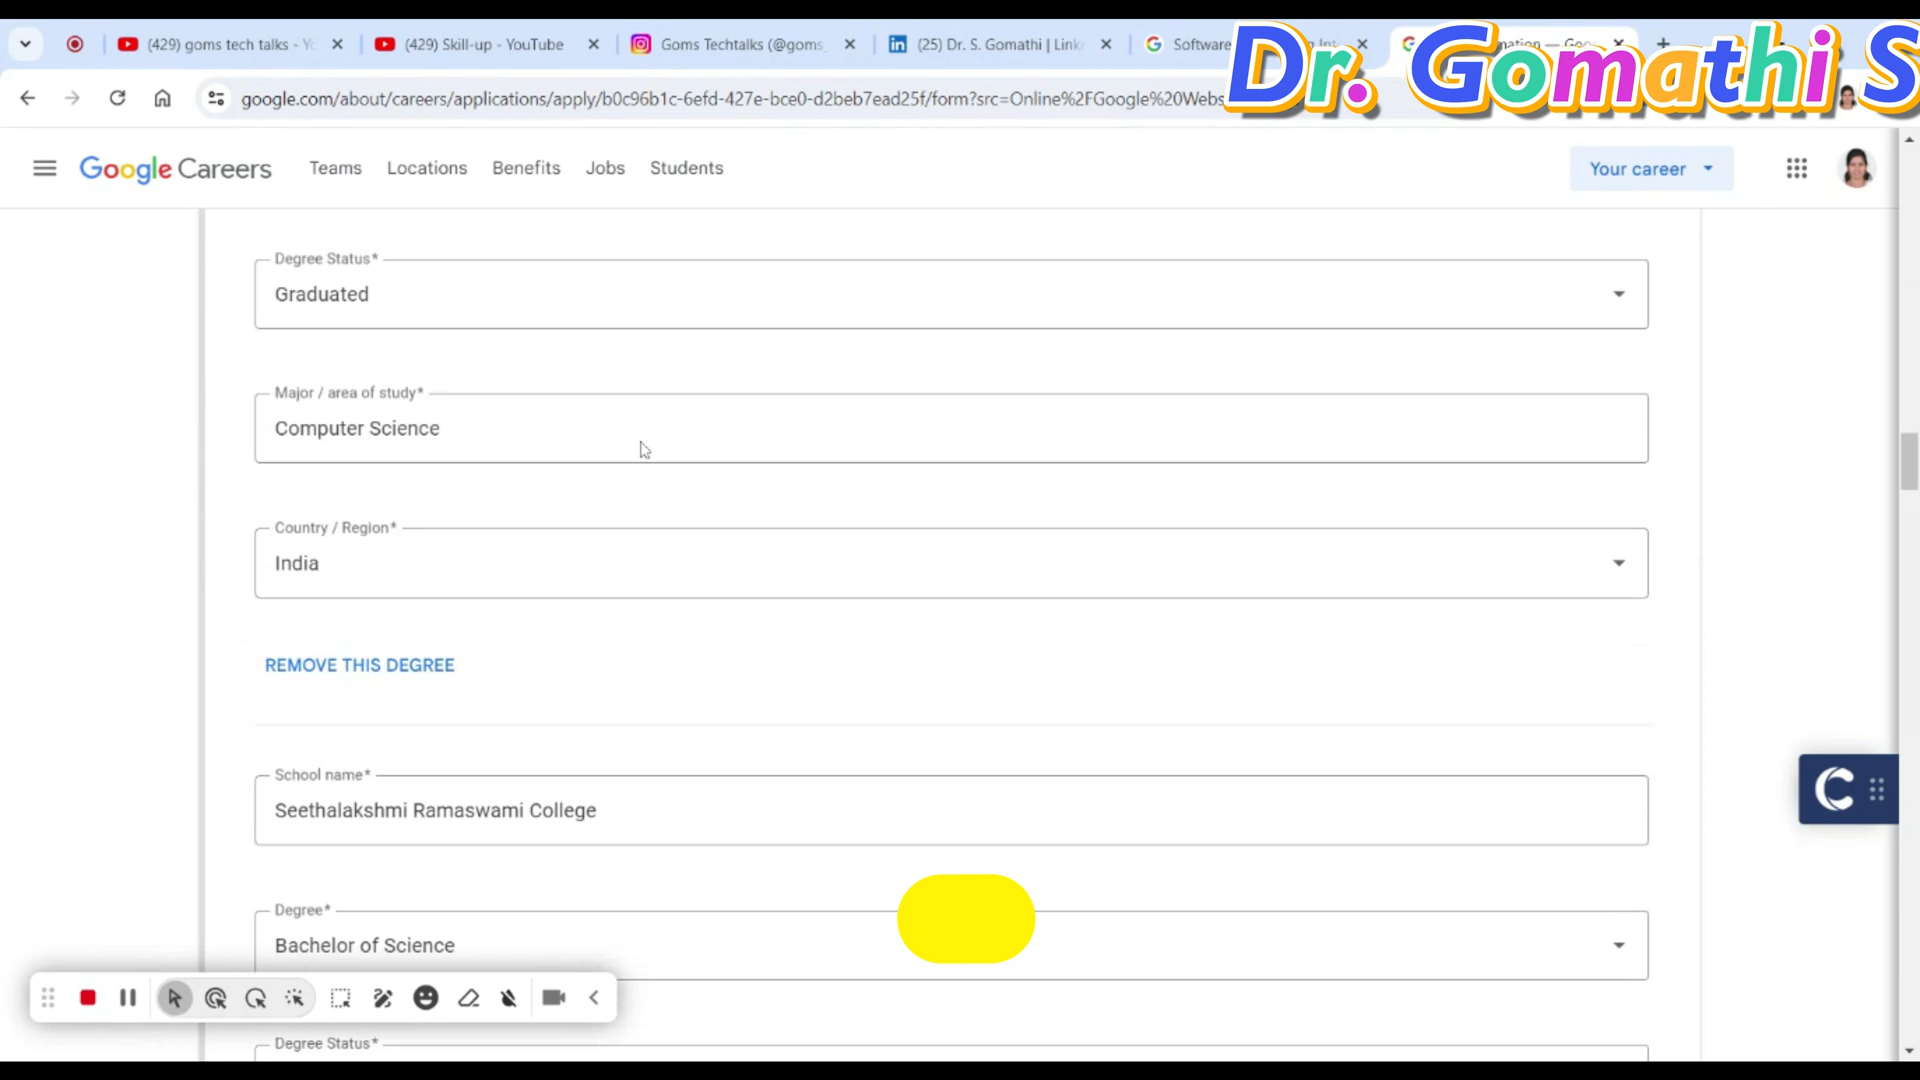 (429) goms tech talks - Yo
(429) Skill-up - YouTube
Goms Techtalks (@goms_
(25) Dr. S. Gomathi | Link
Software
Dr. Gomathi S
google.com/about/careers/applications/apply/b0c96b1c-6efd-427e-bce0-d2beb7ead25f/form?src=Online%2FGoogle%20Webs
Google Careers
Teams
Locations
Benefits
Jobs
Students
Your career
Degree Status*
Graduated
Major / area of study*
Computer Science
Country / Region*
India
REMOVE THIS DEGREE
School name*
Seethalakshmi Ramaswami College
Degree*
Bachelor of Science
Degree Status*